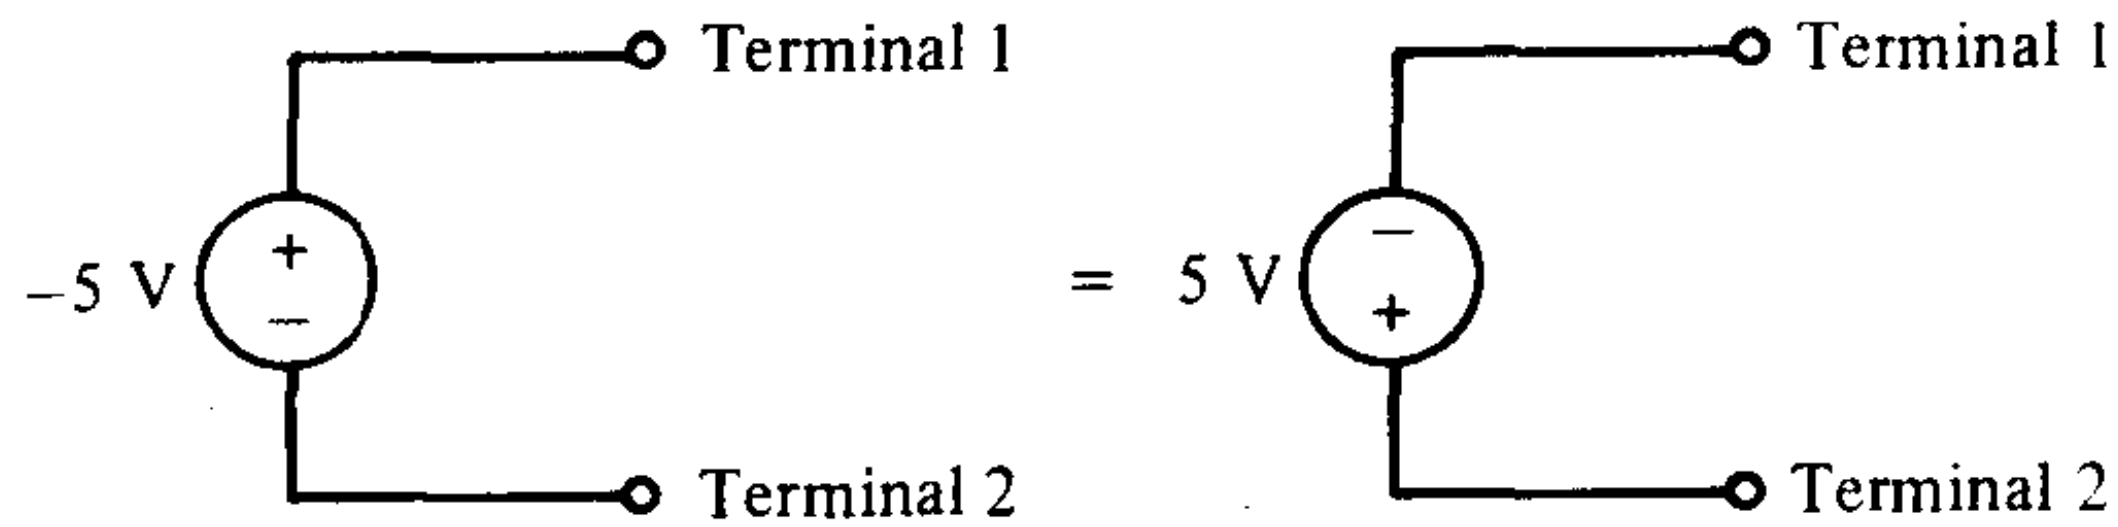 Terminal 1
Terminal 1
+
−
−5 V
= 5 V
−
+
Terminal 2
Terminal 2